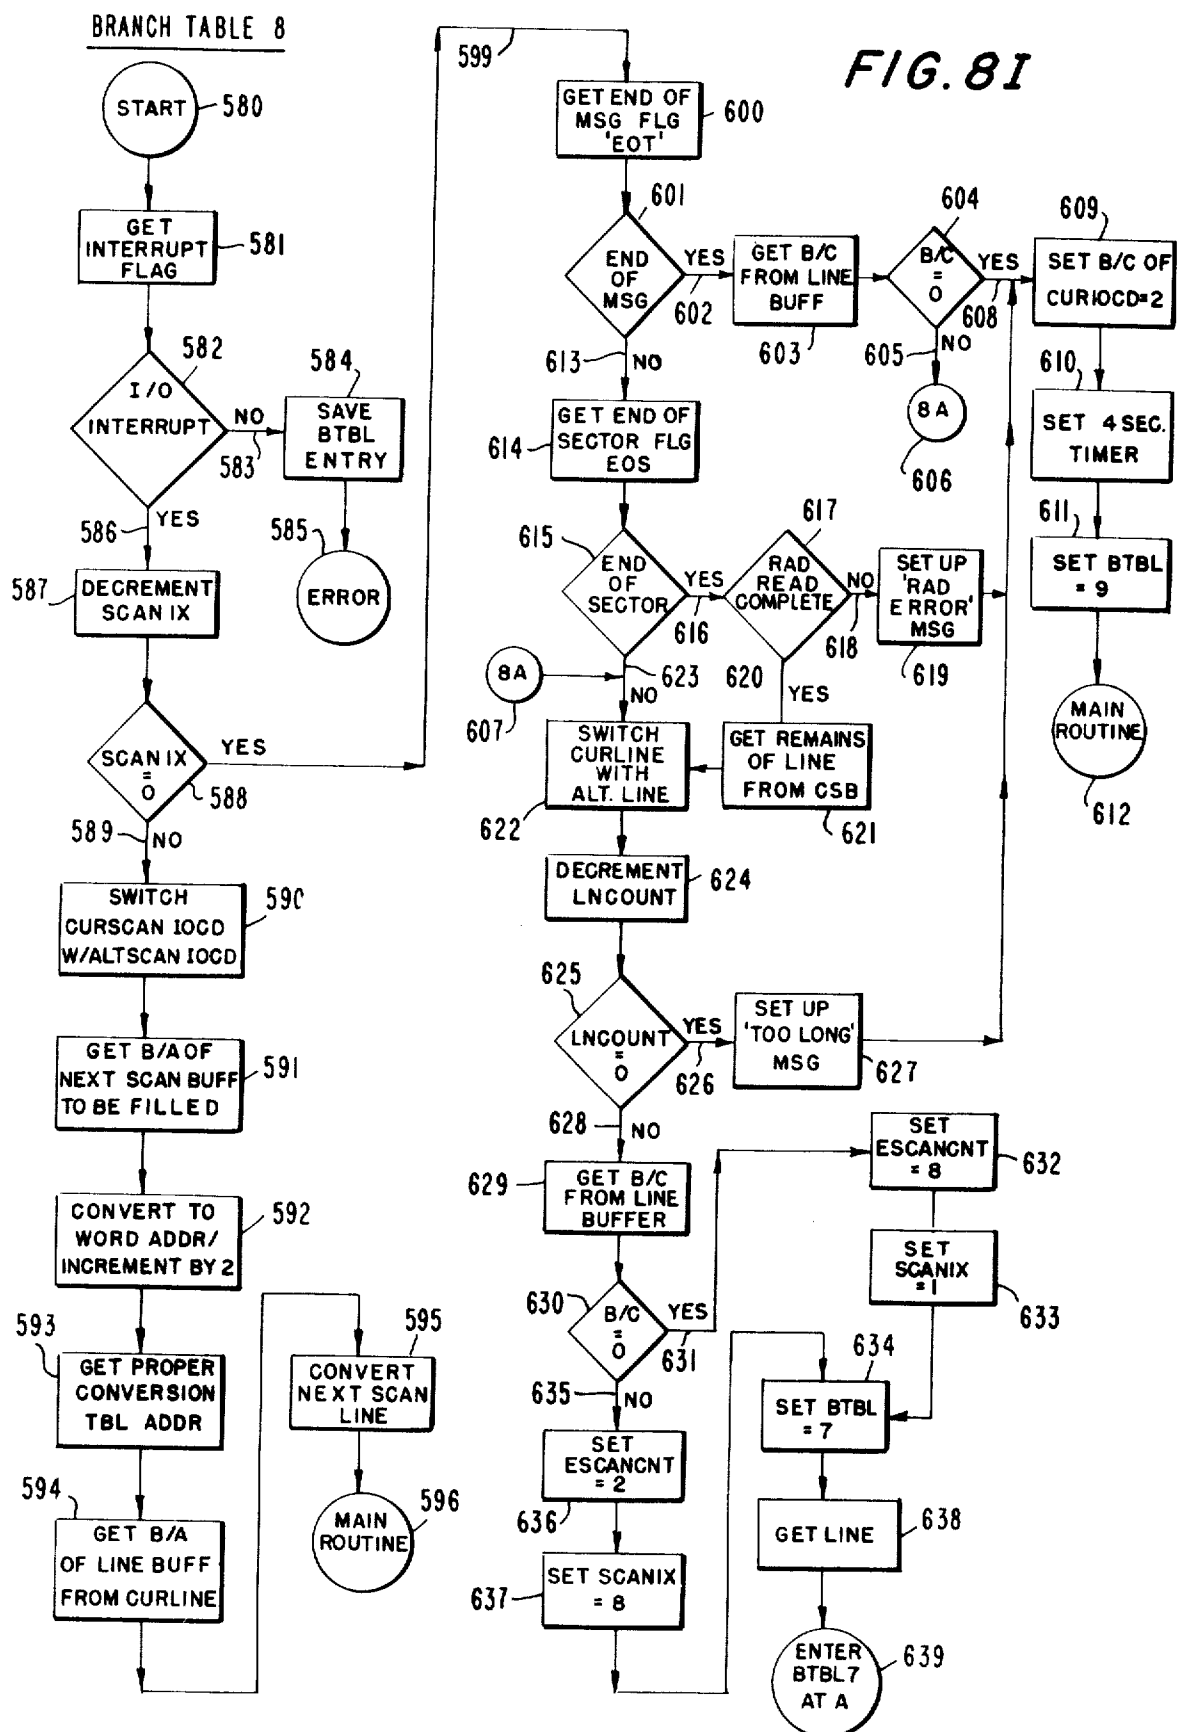 BRANCH TABLE 8
FIG. 8I
START
580
GET
INTERRUPT
FLAG
581
582
I/O
INTERRUPT
NO
583
584
SAVE
BTBL
ENTRY
585
ERROR
586
YES
587
DECREMENT
SCAN IX
SCAN IX
=
0
YES
588
589
NO
SWITCH
CURSCAN IOCD
W/ALTSCAN IOCD
590
GET B/A OF
NEXT SCAN BUFF
TO BE FILLED
591
CONVERT TO
WORD ADDR/
INCREMENT BY 2
592
593
GET PROPER
CONVERSION
TBL ADDR
594
GET B/A
OF LINE BUFF
FROM CURLINE
595
CONVERT
NEXT SCAN
LINE
MAIN
ROUTINE
596
599
GET END OF
MSG FLG
'EOT'
600
601
END
OF
MSG
YES
602
GET B/C
FROM LINE
BUFF
603
604
B/C
=
0
YES
608
605
NO
8A
606
609
SET B/C OF
CURIOCD=2
610
SET 4 SEC.
TIMER
611
SET BTBL
= 9
MAIN
ROUTINE
612
613
NO
614
GET END OF
SECTOR FLG
EOS
615
END
OF
SECTOR
YES
616
617
RAD
READ
COMPLETE
NO
618
SET UP
'RAD
ERROR'
MSG
619
620
YES
623
NO
8A
607
SWITCH
CURLINE
WITH
ALT. LINE
622
GET REMAINS
OF LINE
FROM CSB
621
DECREMENT
LNCOUNT
624
625
LNCOUNT
=
0
YES
626
SET UP
'TOO LONG'
MSG
627
628
NO
629
GET B/C
FROM LINE
BUFFER
630
B/C
=
0
YES
631
SET
ESCANCNT
= 8
632
SET
SCANIX
=1
633
634
SET BTBL
= 7
635
NO
SET
ESCANCNT
=2
636
637
SET SCANIX
= 8
GET LINE
638
ENTER
BTBL7
AT A
639